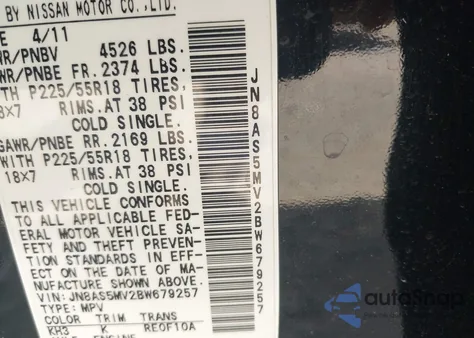 BY NISSAN MOTOR CO.,LTD.
E 4/11
WR/PNBV 4526 LBS.
WR/PNBE FR. 2374 LBS.
TH P225/55R18 TIRES,
8X7 RIMS.AT 38 PSI
COLD SINGLE.
GAWR/PNBE RR. 2169 LBS.
WITH P225/55R18 TIRES,
18X7 RIMS.AT 38 PSI
COLD SINGLE.
THIS VEHICLE CONFORMS
TO ALL APPLICABLE FED-
ERAL MOTOR VEHICLE SA-
FETY AND THEFT PREVEN-
TION STANDARDS IN EFF-
ECT ON THE DATE OF MA-
NUFACTURE SHOWN ABOVE.
VIN:JN8AS5MV2BW679257
TYPE:MPV
COLOR TRIM TRANS
KH3 K RE0F10A
AXLE ENGINE
JN8AS5MV2BW679257
autoSnap